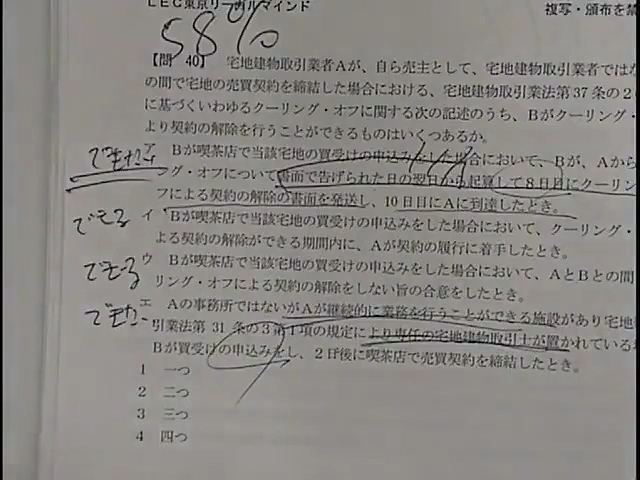 LEC東京リーガルマインド 複写・頒布を禁
58%
【問 40】 宅地建物取引業者Aが、自ら売主として、宅地建物取引業者ではな
の間で宅地の売買契約を締結した場合における、宅地建物取引業法第37条の2
に基づくいわゆるクーリング・オフに関する次の記述のうち、Bがクーリング・
より契約の解除を行うことができるものはいくつあるか。
ア Bが喫茶店で当該宅地の買受けの申込みをした場合において、B が、Aから
グ・オフについて書面で告げられた日の翌日から起算して8日目にクーリン
フによる契約の解除の書面を発送し、10日目にAに到達したとき。
できる イ Bが喫茶店で当該宅地の買受けの申込みをした場合において、クーリング・
よる契約の解除ができる期間内に、Aが契約の履行に着手したとき。
できる ウ Bが喫茶店で当該宅地の買受けの申込みをした場合において、AとBとの間
リング・オフによる契約の解除をしない旨の合意をしたとき。
エ Aの事務所ではないがAが継続的に業務を行うことができる施設があり宅地
引業法第31条の3第1項の規定により専任の宅地建物取引士が置かれている
Bが買受けの申込みをし、2日後に喫茶店で売買契約を締結したとき。
1 一つ
2 二つ
3 三つ
4 四つ